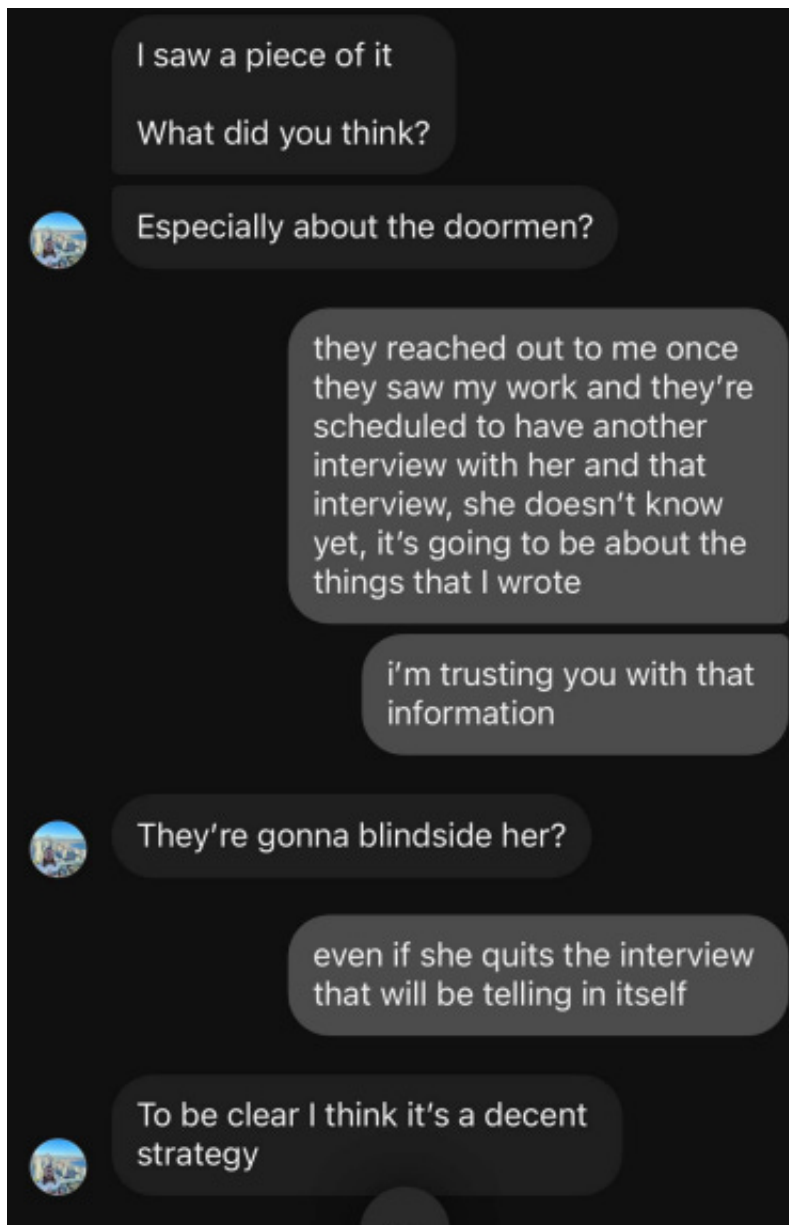 I saw a piece of it
What did you think?
Especially about the doormen?
they reached out to me once
they saw my work and they’re
scheduled to have another
interview with her and that
interview, she doesn’t know
yet, it’s going to be about the
things that I wrote
i’m trusting you with that
information
They’re gonna blindside her?
even if she quits the interview
that will be telling in itself
To be clear I think it’s a decent
strategy